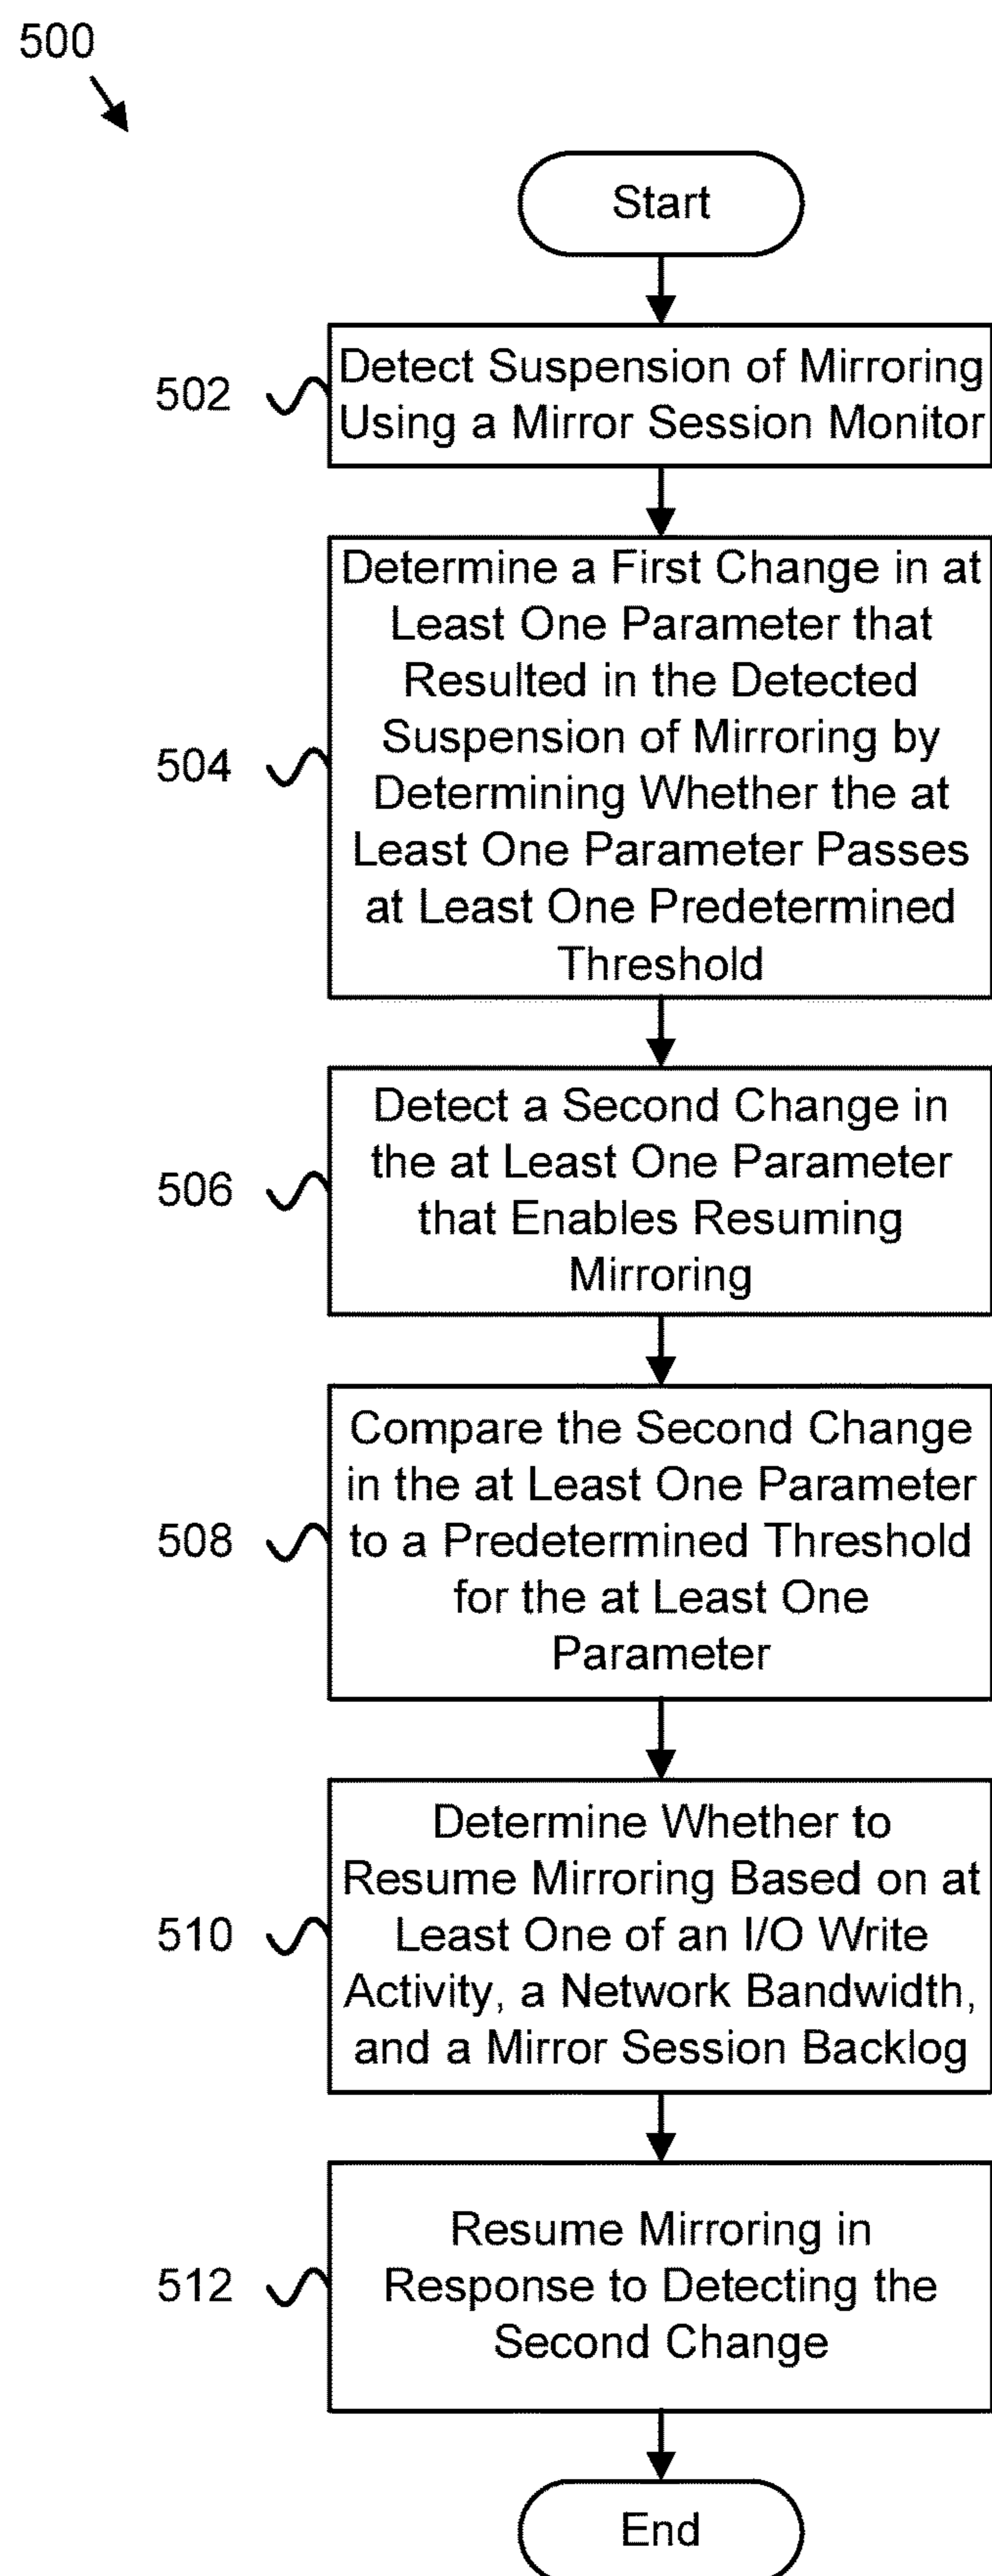 500
Start
502
Detect Suspension of Mirroring
Using a Mirror Session Monitor
504
Determine a First Change in at
Least One Parameter that
Resulted in the Detected
Suspension of Mirroring by
Determining Whether the at
Least One Parameter Passes
at Least One Predetermined
Threshold
506
Detect a Second Change in
the at Least One Parameter
that Enables Resuming
Mirroring
508
Compare the Second Change
in the at Least One Parameter
to a Predetermined Threshold
for the at Least One
Parameter
510
Determine Whether to
Resume Mirroring Based on at
Least One of an I/O Write
Activity, a Network Bandwidth,
and a Mirror Session Backlog
512
Resume Mirroring in
Response to Detecting the
Second Change
End